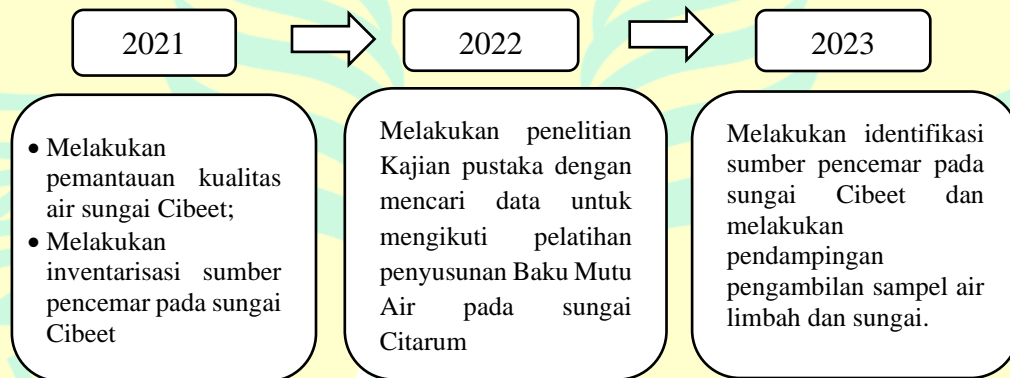 2021
2022
2023
• Melakukan
pemantauan kualitas
air sungai Cibeet;
• Melakukan
inventarisasi sumber
pencemar pada sungai
Cibeet
Melakukan penelitian
Kajian pustaka dengan
mencari data untuk
mengikuti pelatihan
penyusunan Baku Mutu
Air pada sungai
Citarum
Melakukan identifikasi
sumber pencemar pada
sungai Cibeet dan
melakukan
pendampingan
pengambilan sampel air
limbah dan sungai.